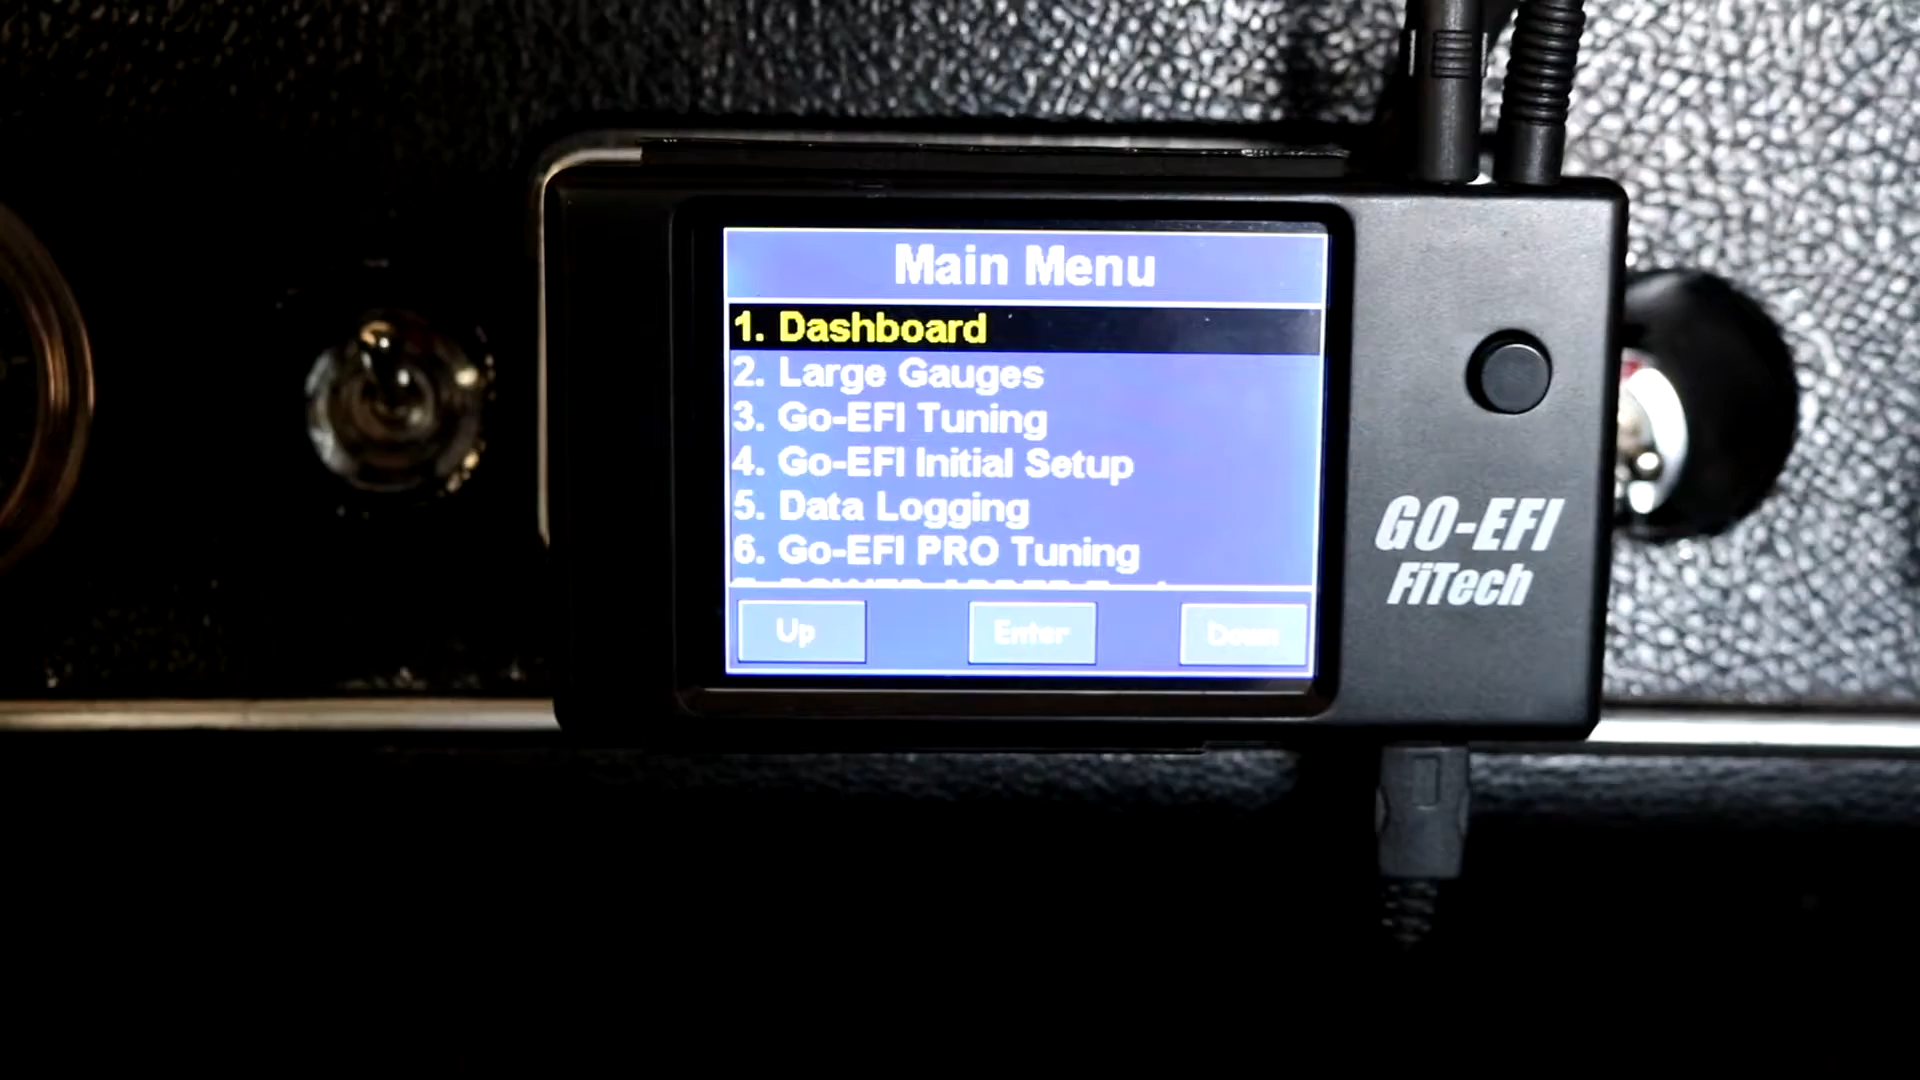 Main Menu
1. Dashboard
2. Large Gauges
3. Go-EFI Tuning
4. Go-EFI Initial Setup
5. Data Logging
6. Go-EFI PRO Tuning
Up
Enter
Down
GO-EFI
FiTech